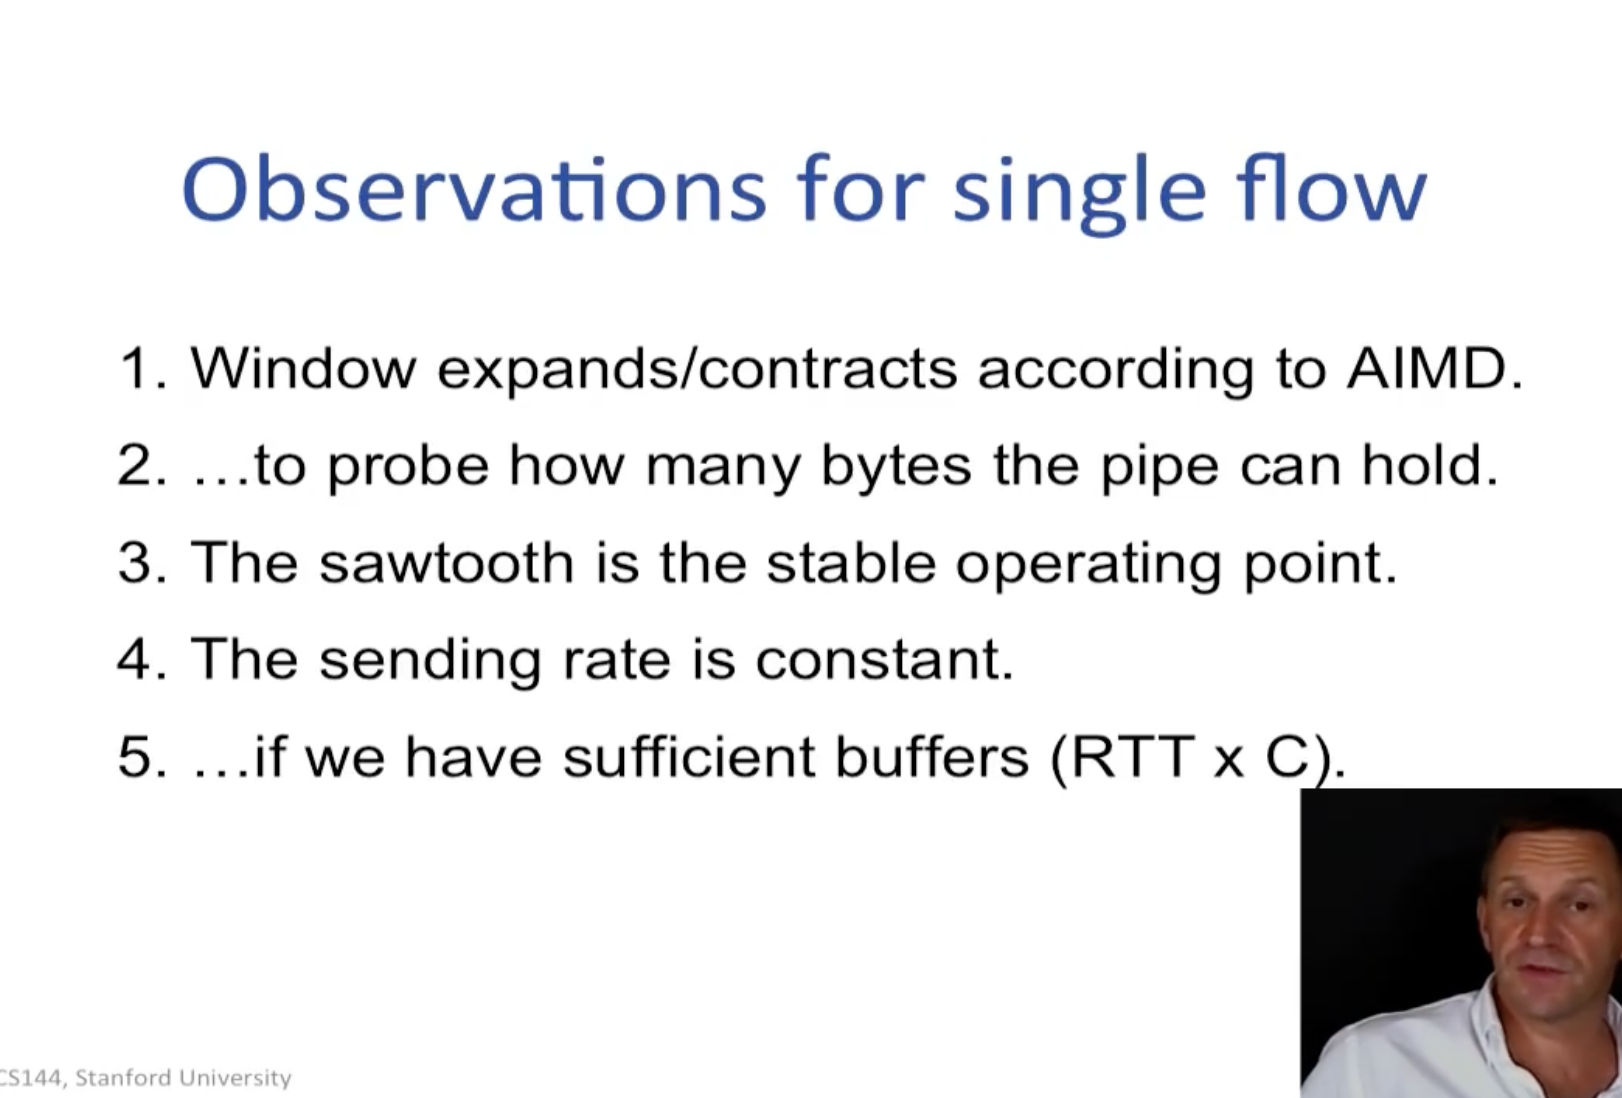 Observations for single flow
1. Window expands/contracts according to AIMD.
2. …to probe how many bytes the pipe can hold.
3. The sawtooth is the stable operating point.
4. The sending rate is constant.
5. …if we have sufficient buffers (RTT x C).
CS144, Stanford University